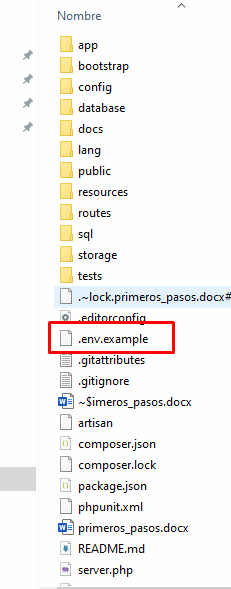 Nombre
app
bootstrap
config
database
docs
lang
public
resources
routes
sql
storage
tests
.~lock.primeros_pasos.docx#
.editorconfig
.env.example
.gitattributes
.gitignore
~$imeros_pasos.docx
artisan
composer.json
composer.lock
package.json
phpunit.xml
primeros_pasos.docx
README.md
server.php